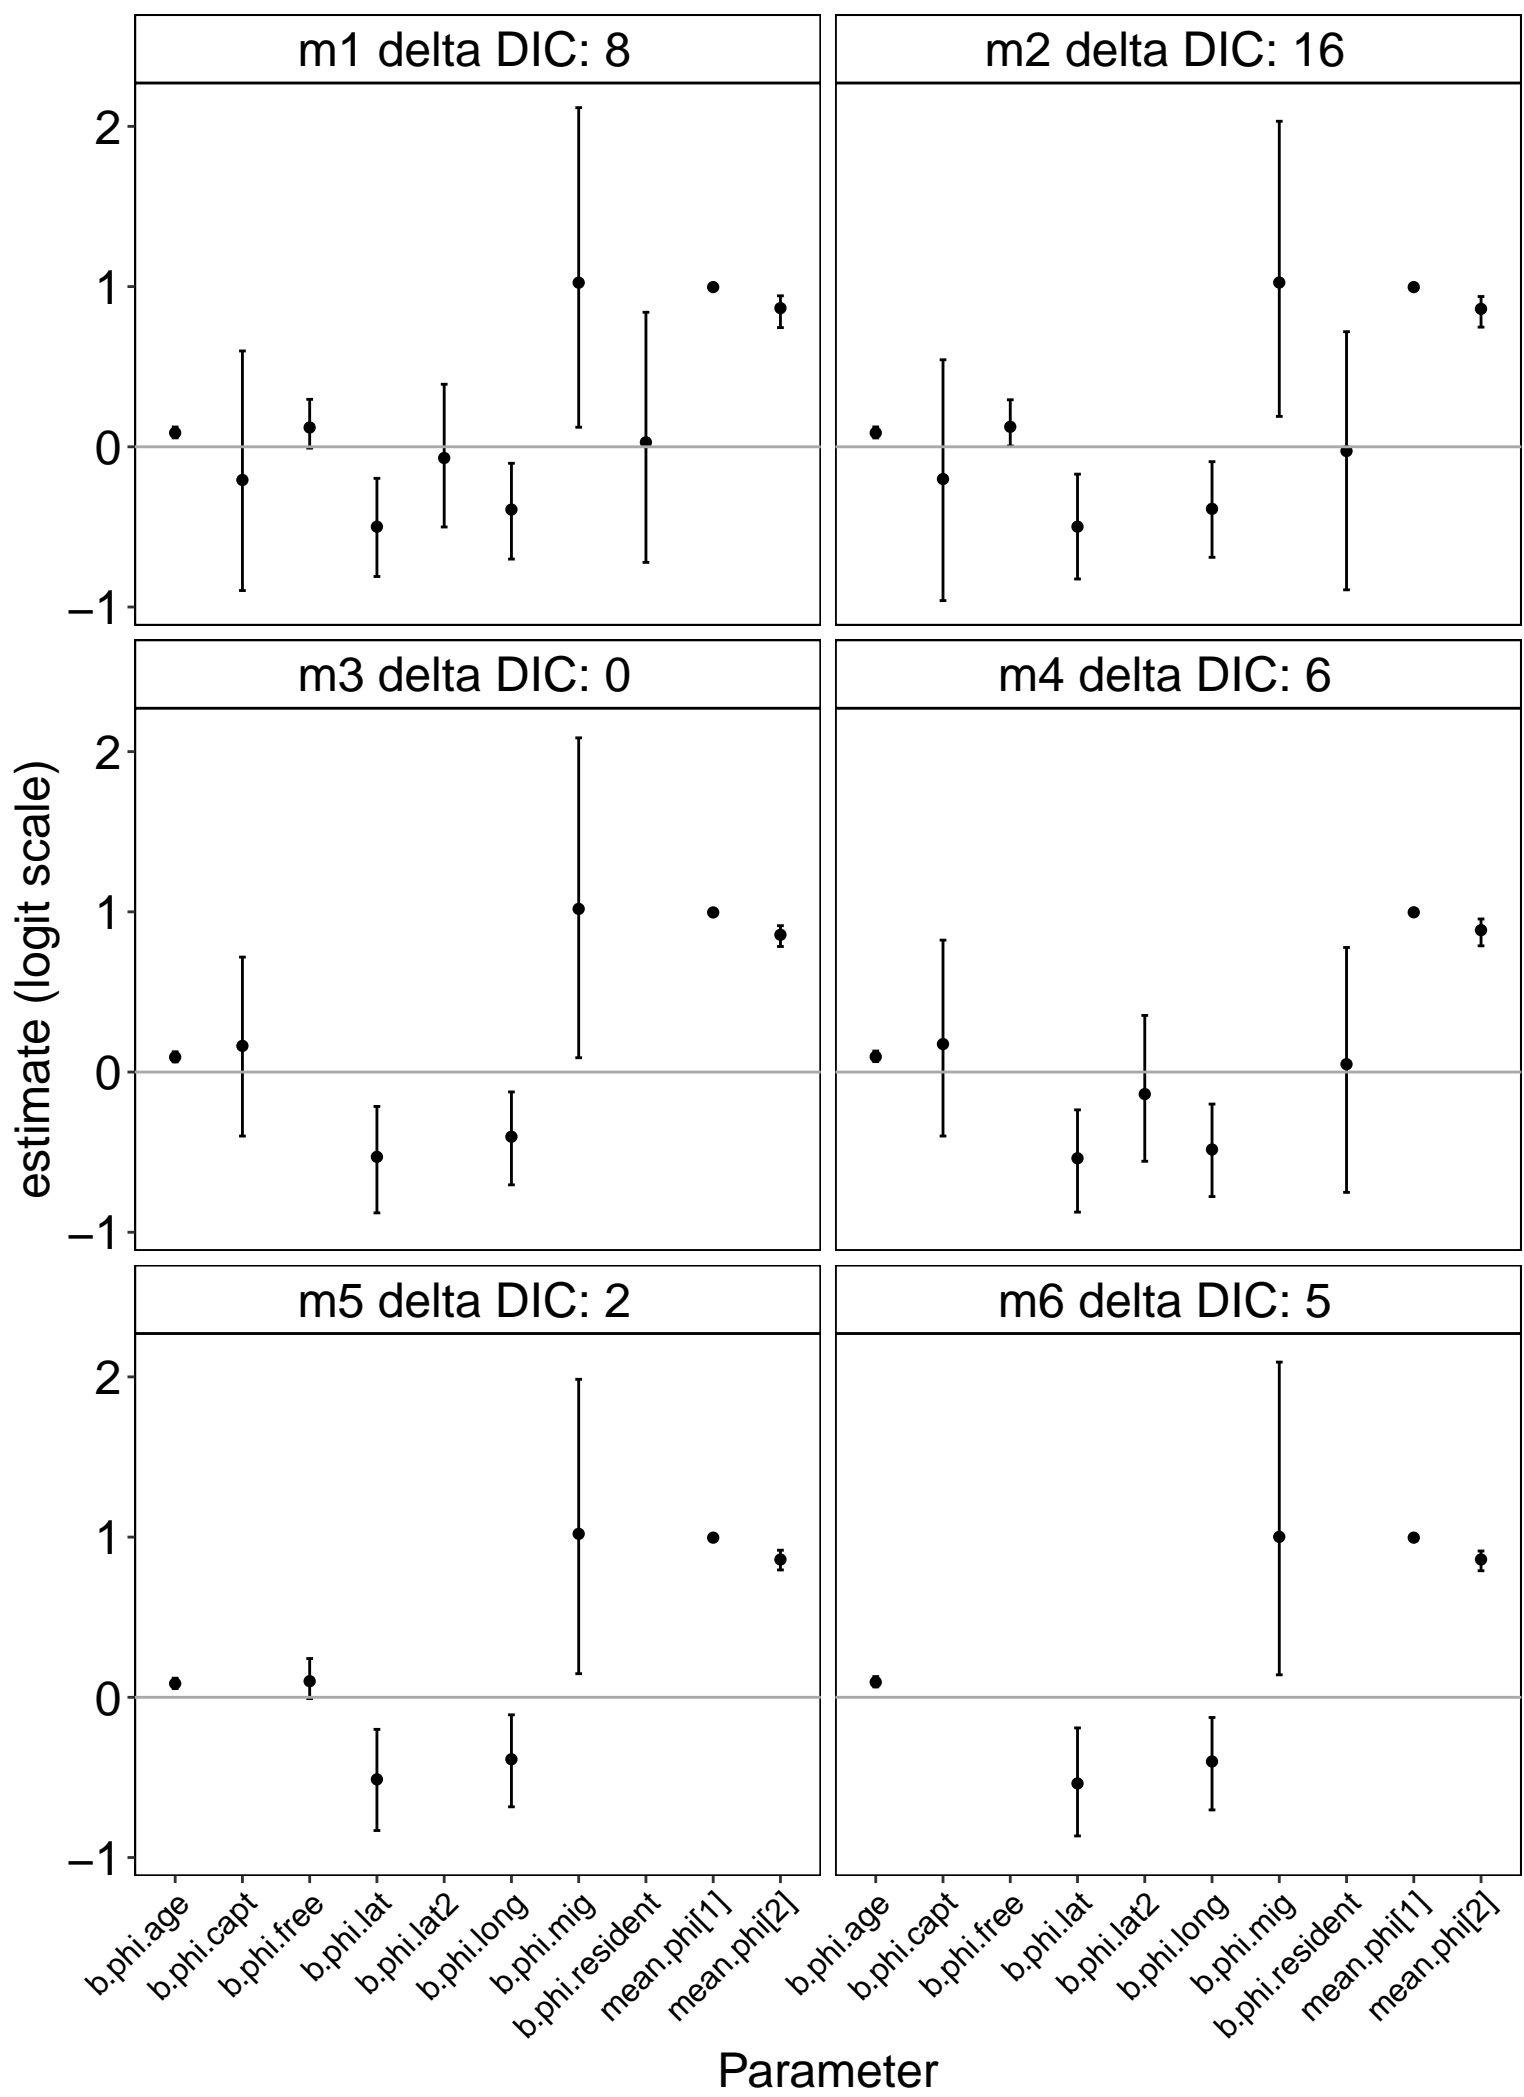 m1 delta DIC: 8
m2 delta DIC: 16
2
1
0
−1
m3 delta DIC: 0
m4 delta DIC: 6
2
1
0
−1
m5 delta DIC: 2
m6 delta DIC: 5
2
1
0
−1
estimate (logit scale)
b.phi.age
b.phi.capt
b.phi.free
b.phi.lat
b.phi.lat2
b.phi.long
b.phi.mig
b.phi.resident
mean.phi[1]
mean.phi[2]
b.phi.age
b.phi.capt
b.phi.free
b.phi.lat
b.phi.lat2
b.phi.long
b.phi.mig
b.phi.resident
mean.phi[1]
mean.phi[2]
Parameter